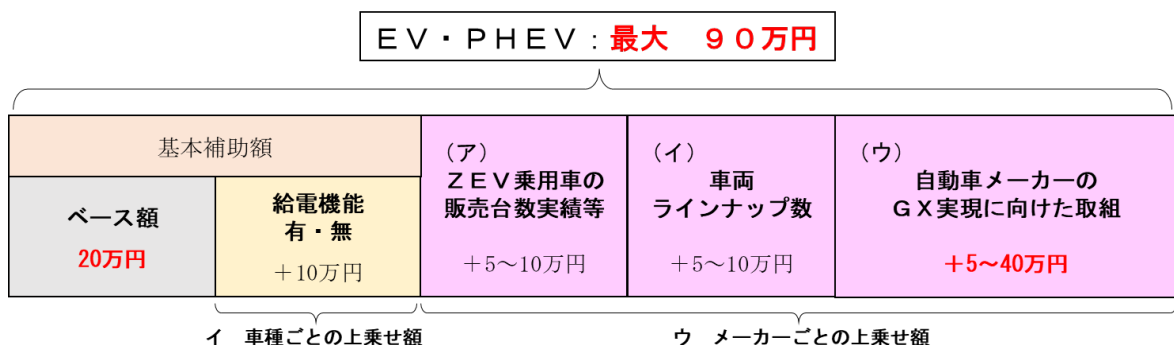 ＥＶ・ＰＨＥＶ：最大　９０万円
基本補助額
ベース額
20万円
給電機能
有・無
＋10万円
（ア）
ＺＥＶ乗用車の
販売台数実績等
＋5～10万円
（イ）
車両
ラインナップ数
＋5～10万円
（ウ）
自動車メーカーの
ＧＸ実現に向けた取組
＋5～40万円
イ　車種ごとの上乗せ額
ウ　メーカーごとの上乗せ額